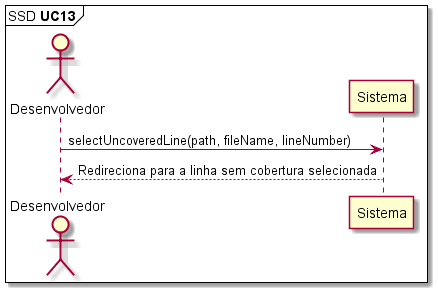 SSD UC13
Desenvolvedor
Sistema
selectUncoveredLine(path, fileName, lineNumber)
Redireciona para a linha sem cobertura selecionada
Desenvolvedor
Sistema